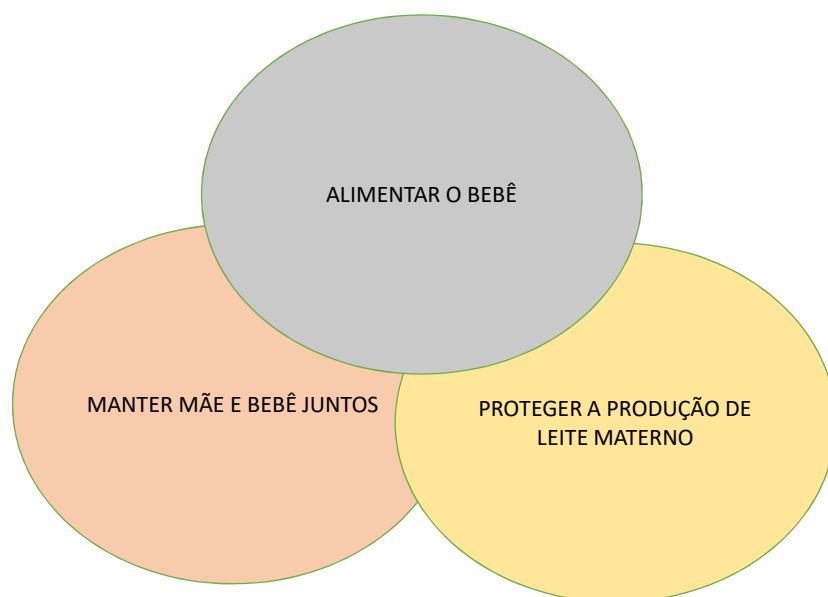 ALIMENTAR O BEBÊ
MANTER MÃE E BEBÊ JUNTOS
PROTEGER A PRODUÇÃO DE
LEITE MATERNO